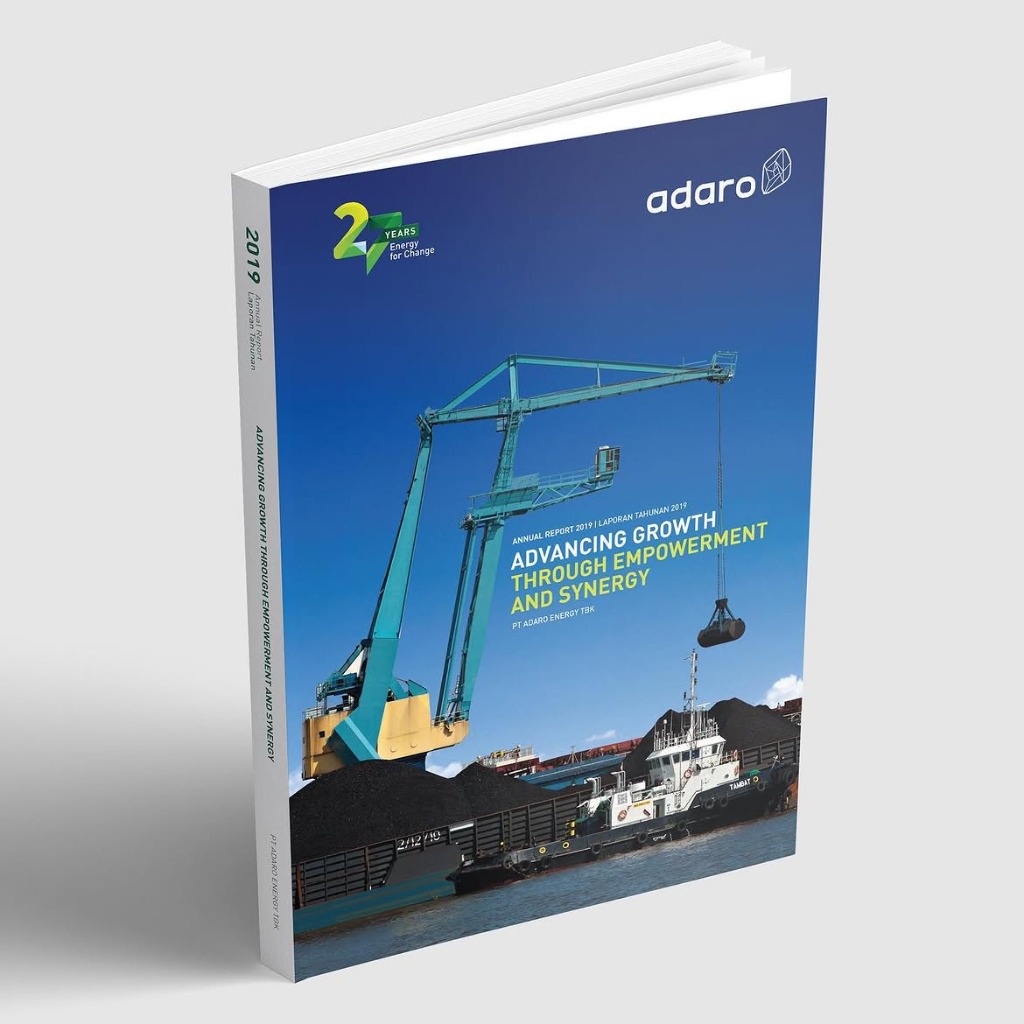 2019
Annual Report
Laporan Tahunan
ADVANCING GROWTH THROUGH EMPOWERMENT AND SYNERGY
PT ADARO ENERGY TBK
adaro
27
YEARS
Energy
for Change
ANNUAL REPORT 2019 | LAPORAN TAHUNAN 2019
ADVANCING GROWTH
THROUGH EMPOWERMENT
AND SYNERGY
PT ADARO ENERGY TBK
TAMBAT